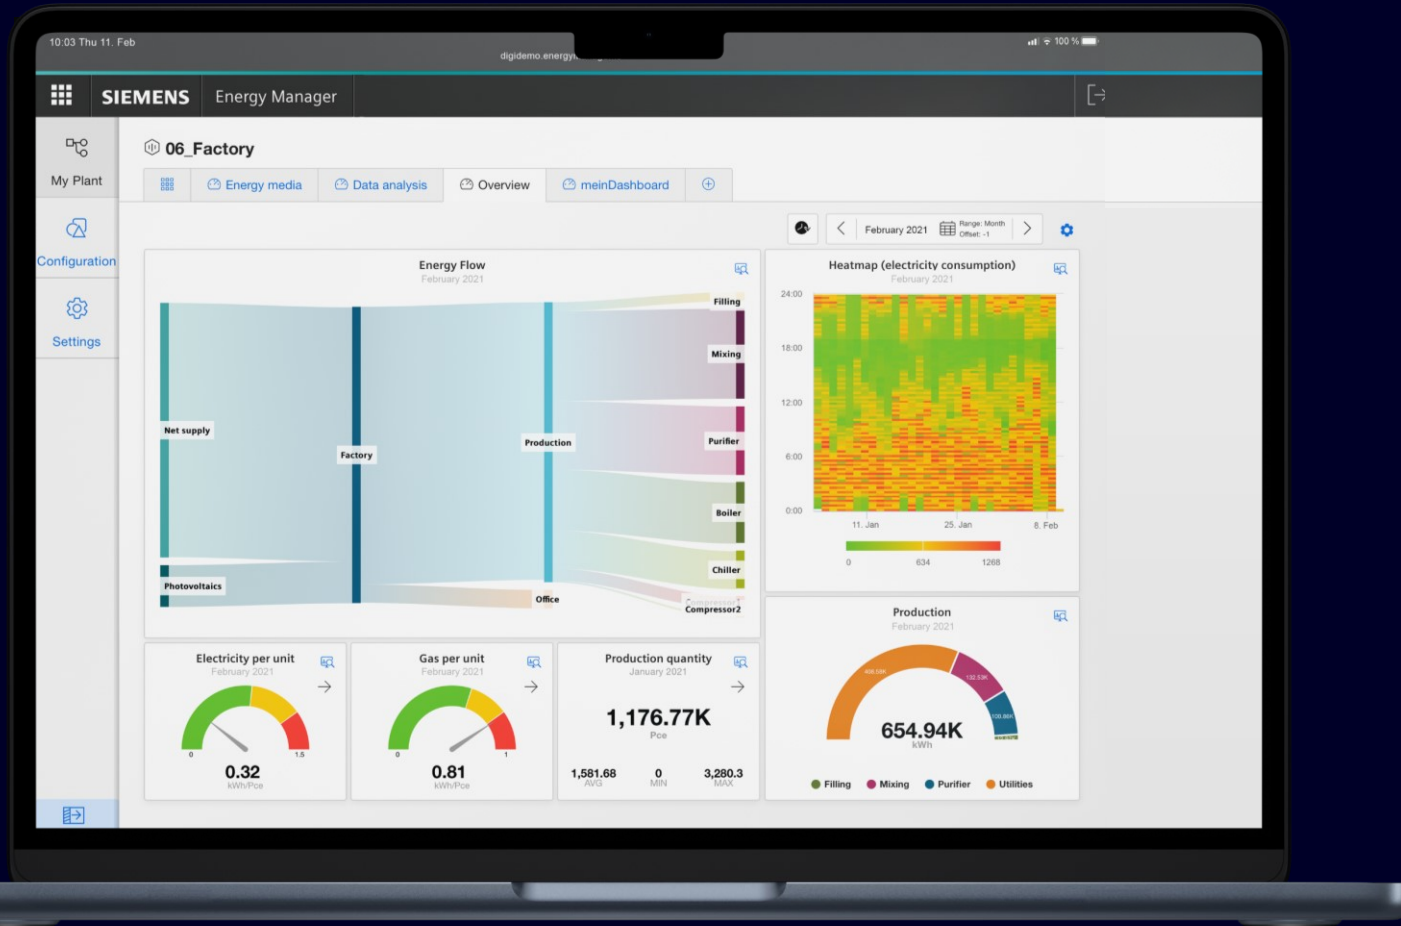 10:03 Thu 11. Feb
100 %
SIEMENS
Energy Manager
My Plant
Configuration
Settings
06_Factory
Energy media
Data analysis
Overview
meinDashboard
February 2021
Range: Month
Offset: -1
Energy Flow
February 2021
Net supply
Photovoltaics
Factory
Production
Office
Filling
Mixing
Purifier
Boiler
Chiller
Compressor2
Heatmap (electricity consumption)
February 2021
24:00
18:00
12:00
6:00
0:00
11. Jan
25. Jan
8. Feb
0
634
1268
Electricity per unit
February 2021
0
1.5
0.32
kWh/Pce
Gas per unit
February 2021
0
1
0.81
kWh/Pce
Production quantity
January 2021
1,176.77K
Pce
1,581.68
AVG
0
MIN
3,280.3
MAX
Production
February 2021
132.53K
654.94K
kWh
Filling
Mixing
Purifier
Utilities